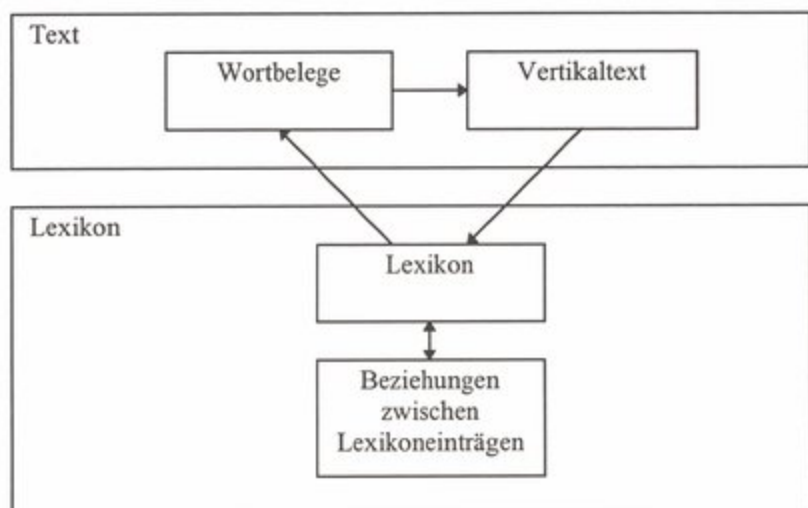 Text
Wortbelege
Vertikaltext
Lexikon
Lexikon
Beziehungen
zwischen
Lexikoneinträgen